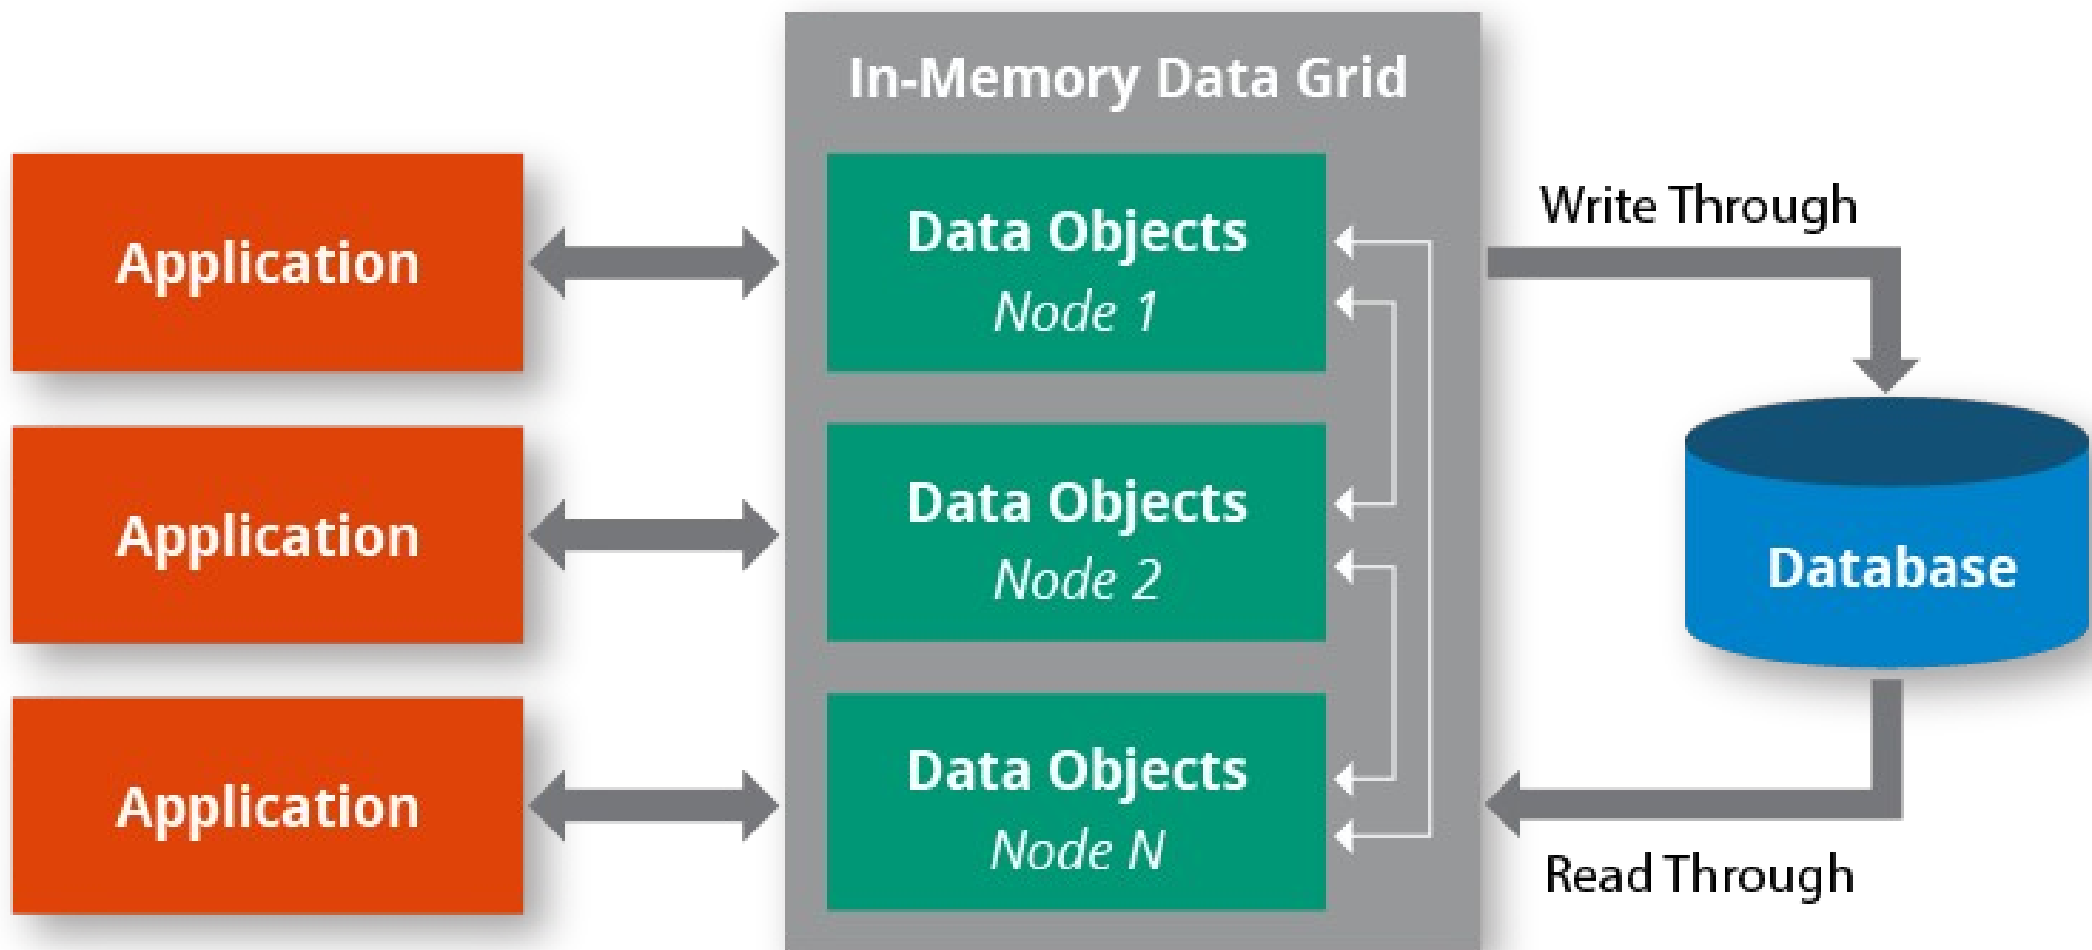 In-Memory Data Grid
Application
Data Objects
Node 1
Write Through
Application
Data Objects
Node 2
Database
Application
Data Objects
Node N
Read Through